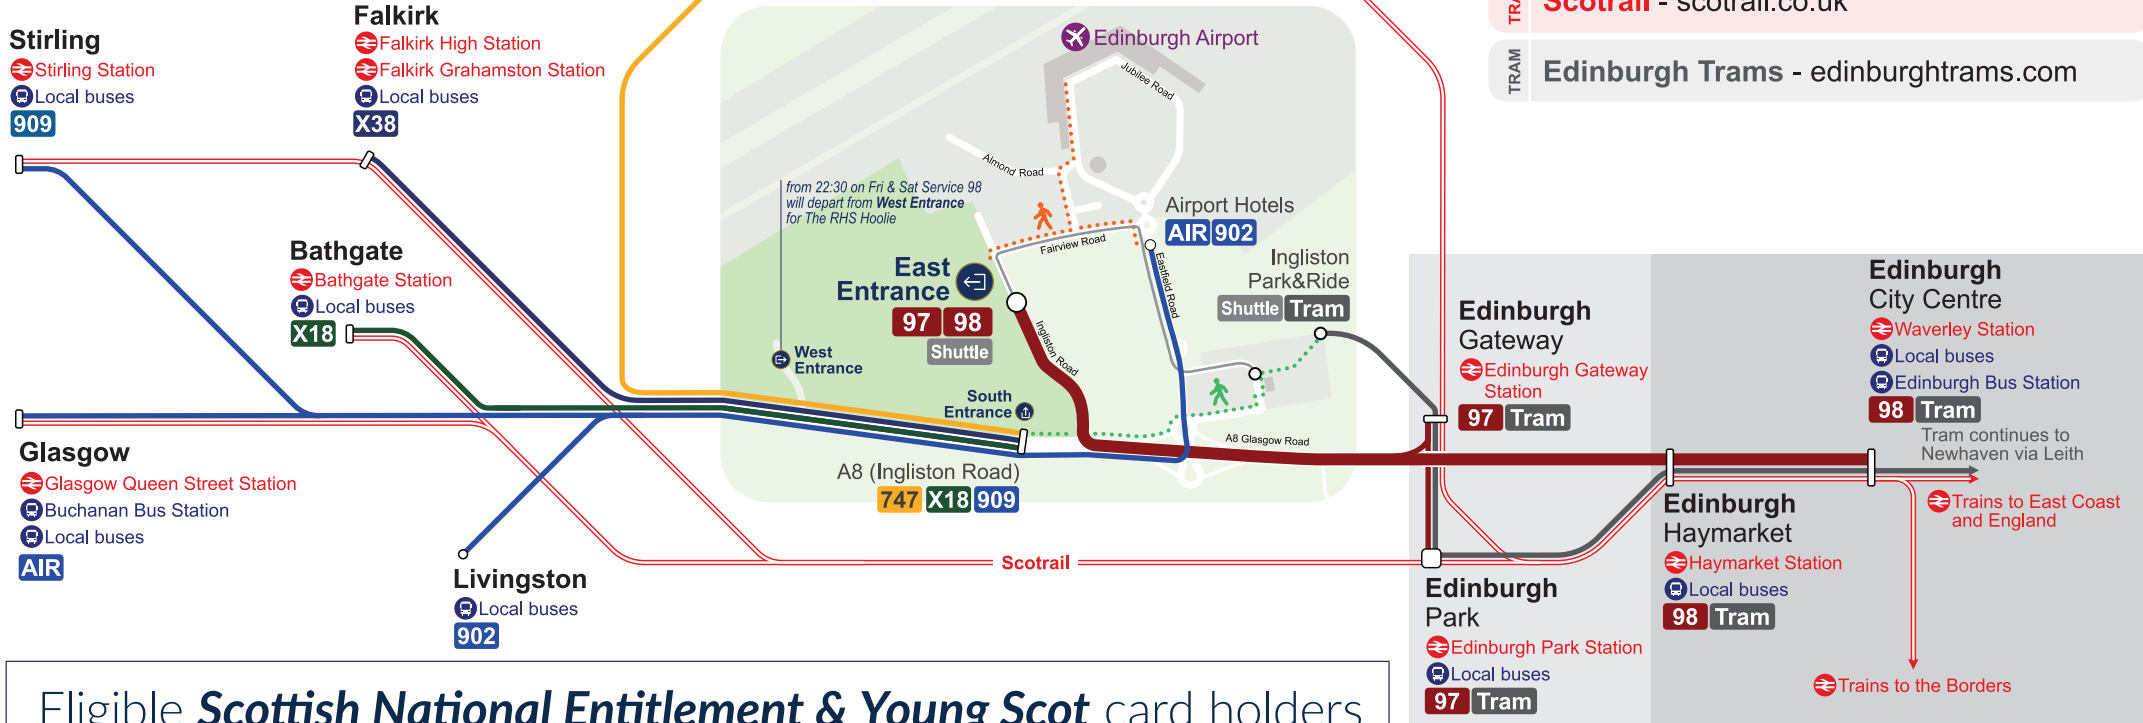 Stirling
Stirling Station
Local buses
909
Falkirk
Falkirk High Station
Falkirk Grahamston Station
Local buses
X38
Bathgate
Bathgate Station
Local buses
X18
Glasgow
Glasgow Queen Street Station
Buchanan Bus Station
Local buses
AIR
Livingston
Local buses
902
Edinburgh Airport
Jubilee Road
Almond Road
from 22:30 on Fri & Sat Service 98
will depart from West Entrance
for The RHS Hoolie
Airport Hotels
AIR 902
Fairview Road
Eastfield Road
East
Entrance
97 98
Shuttle
Ingliston Road
Ingliston
Park&Ride
Shuttle Tram
West
Entrance
South
Entrance
A8 Glasgow Road
A8 (Ingliston Road)
747 X18 909
Scotrail
TRA Scotrail - scotrail.co.uk
TRAM Edinburgh Trams - edinburghtrams.com
Edinburgh
Gateway
Edinburgh Gateway
Station
97 Tram
Edinburgh
City Centre
Waverley Station
Local buses
Edinburgh Bus Station
98 Tram
Tram continues to
Newhaven via Leith
Trains to East Coast
and England
Edinburgh
Haymarket
Haymarket Station
Local buses
98 Tram
Edinburgh
Park
Edinburgh Park Station
Local buses
97 Tram
Trains to the Borders
Eligible Scottish National Entitlement & Young Scot card holders